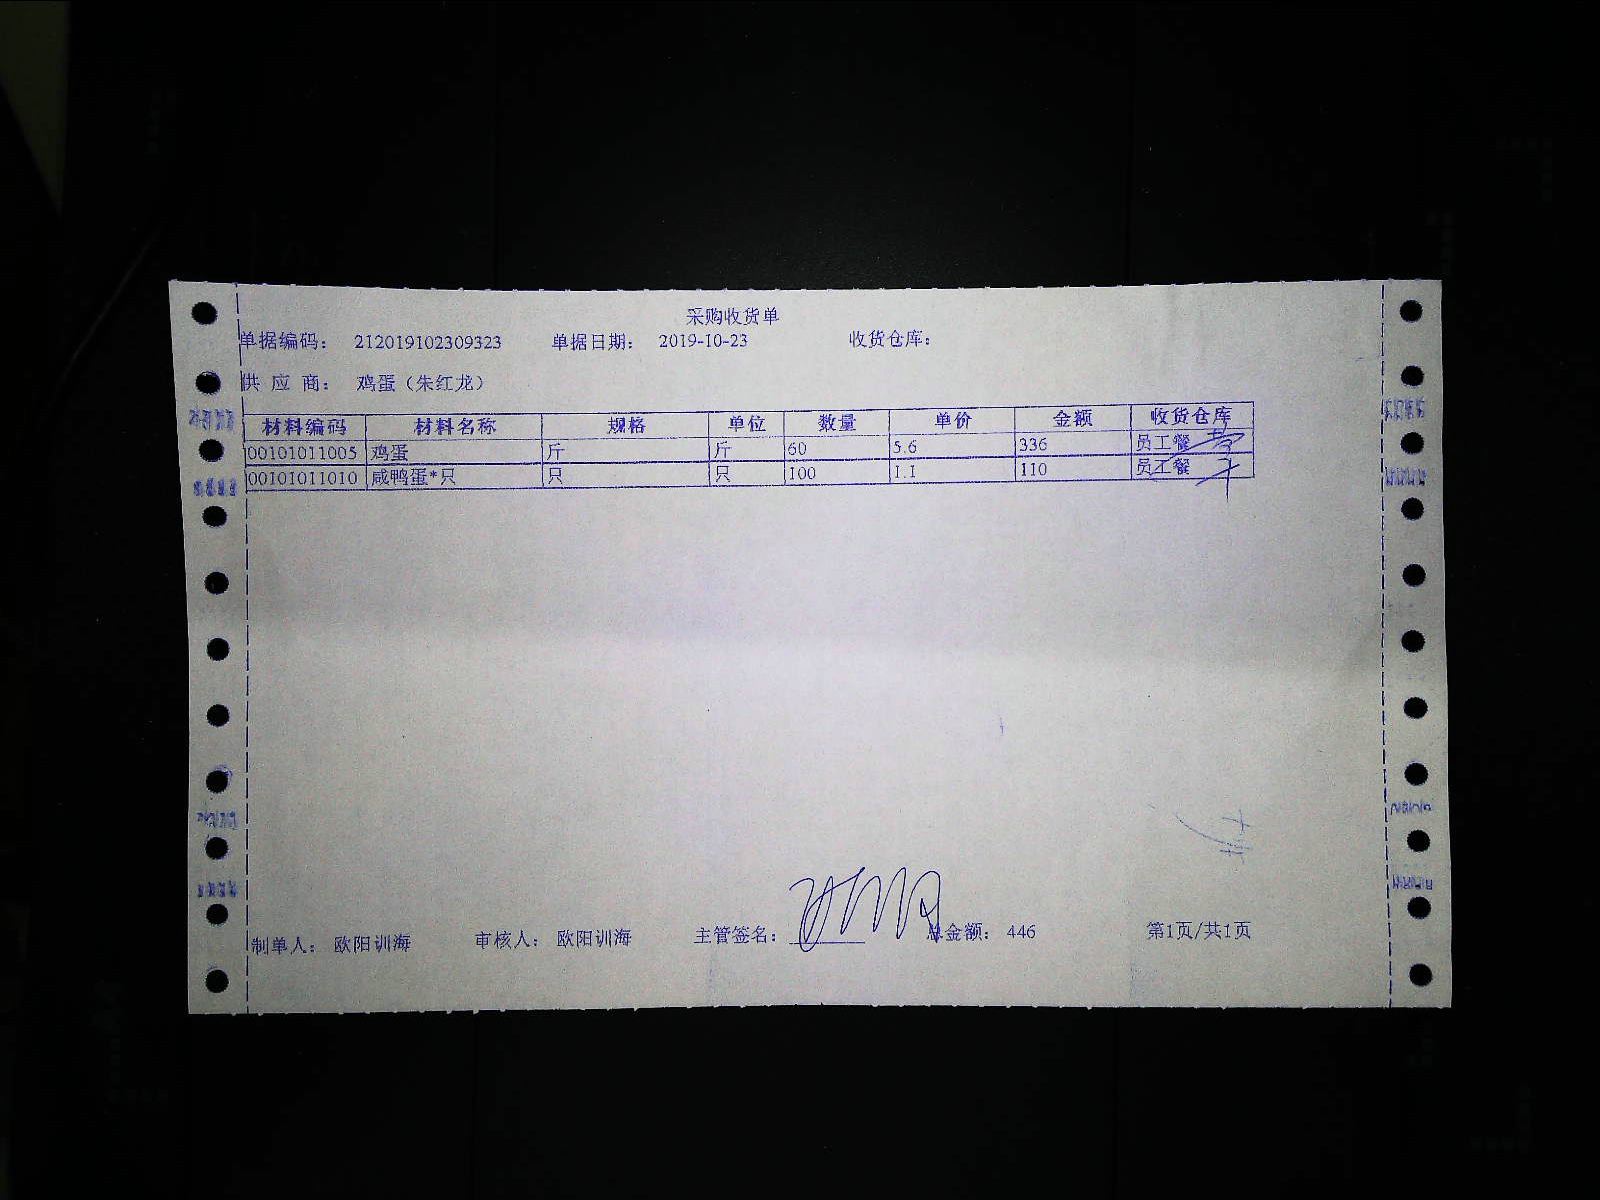 采购收货单
单据编码： 212019102309323 单据日期： 2019-10-23 收货仓库：
供 应 商： 鸡蛋（朱红龙）
材料编码 材料名称 规格 单位 数量 单价 金额 收货仓库
00101011005 鸡蛋 斤 斤 60 5.6 336 员工餐
00101011010 咸鸭蛋*只 只 只 100 1.1 110 员工餐
制单人： 欧阳训海 审核人： 欧阳训海 主管签名： 总金额： 446 第1页/共1页